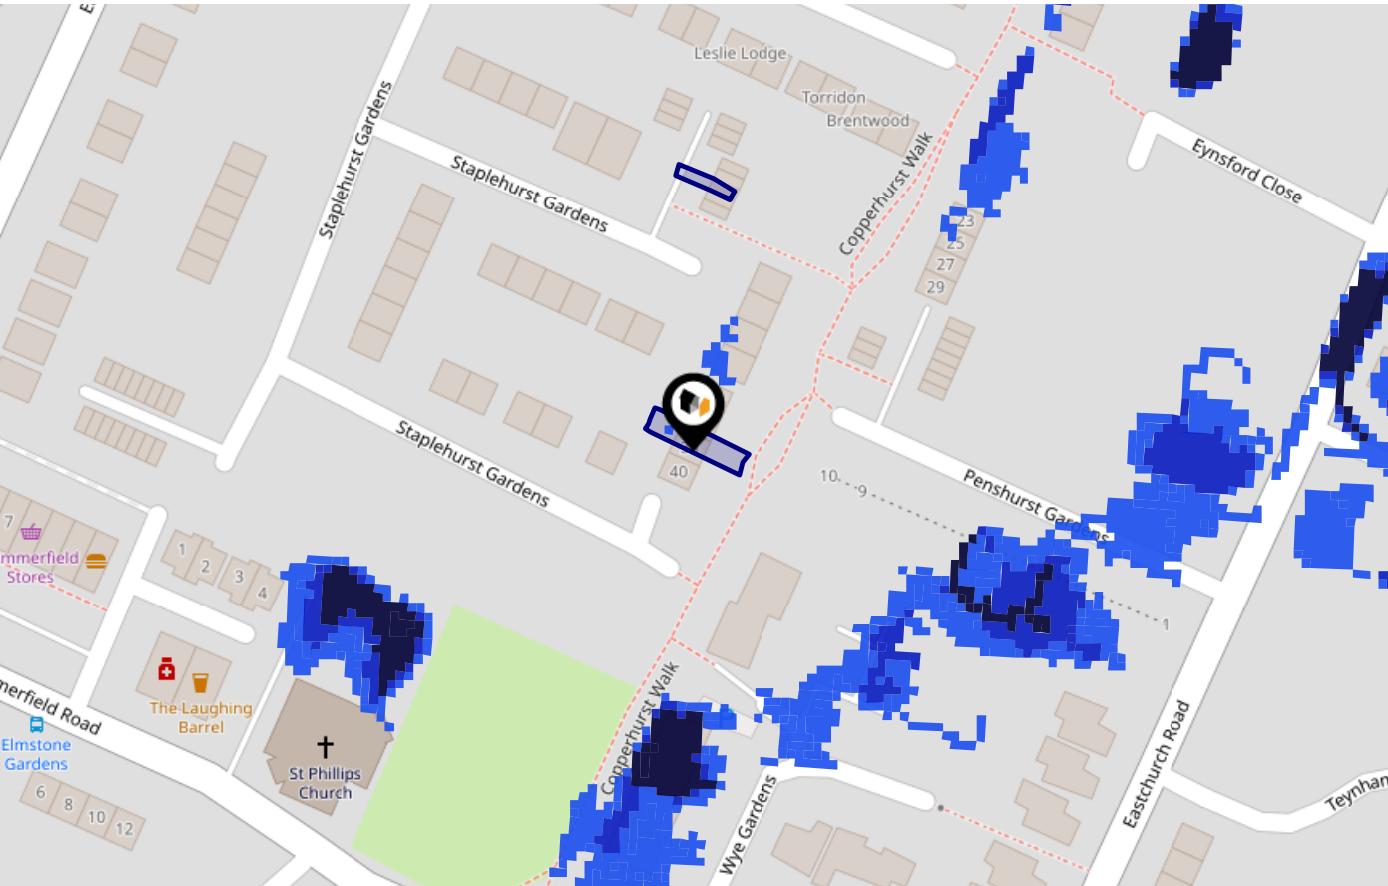 Leslie Lodge
Torridon
Brentwood
Staplehurst Gardens
Staplehurst Gardens
Copperhurst Walk
Eynsford Close
23
25
27
29
Staplehurst Gardens
40
10
9
Penshurst Gardens
1
7
mmerfield
Stores
1
2
3
4
The Laughing
Barrel
merfield Road
Elmstone
Gardens
St Phillips
Church
Copperhurst Walk
6
8
10
12
Wye Gardens
Eastchurch Road
Teynham